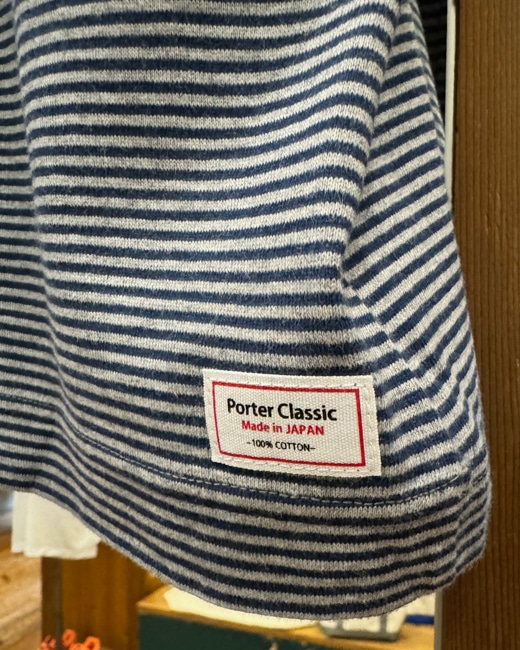 Porter Classic
Made in JAPAN
-100% COTTON-